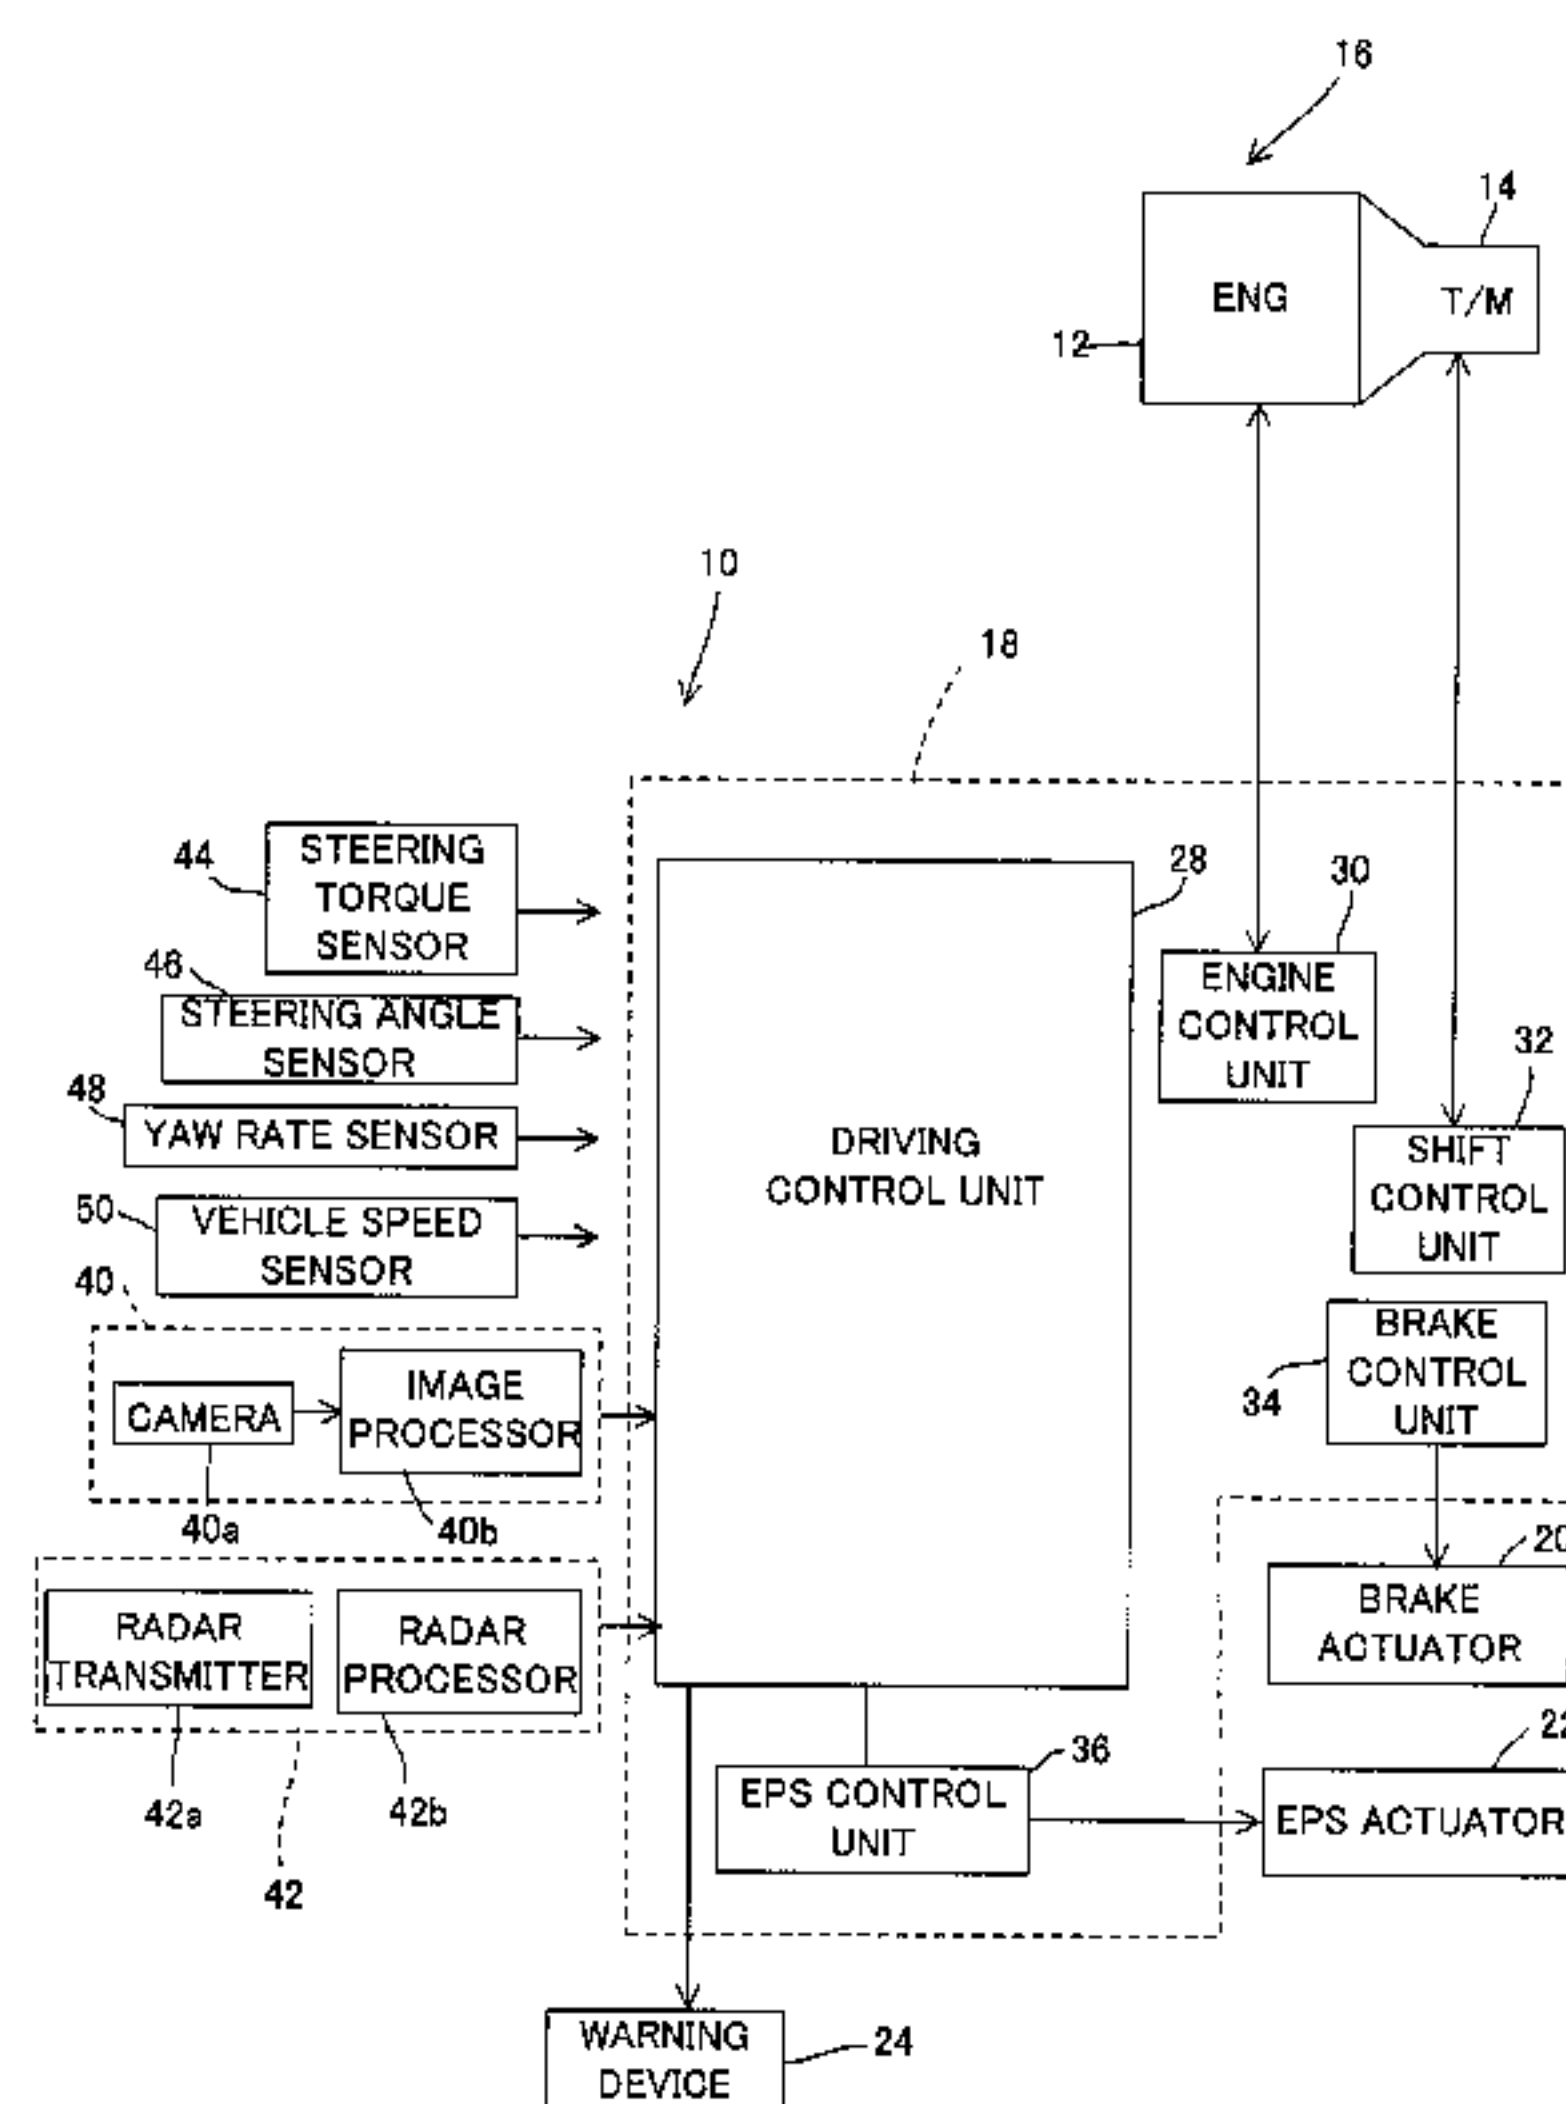 16
14
ENG
T/M
12
10
18
44
STEERING
TORQUE
SENSOR
28
30
46
STEERING ANGLE
SENSOR
ENGINE
CONTROL
UNIT
32
48
YAW RATE SENSOR
DRIVING
CONTROL UNIT
SHIFT
CONTROL
UNIT
50
VEHICLE SPEED
SENSOR
40
CAMERA
IMAGE
PROCESSOR
BRAKE
CONTROL
UNIT
34
40a
40b
20
RADAR
TRANSMITTER
RADAR
PROCESSOR
BRAKE
ACTUATOR
42a
42b
42
36
22
EPS CONTROL
UNIT
EPS ACTUATOR
WARNING
DEVICE
24